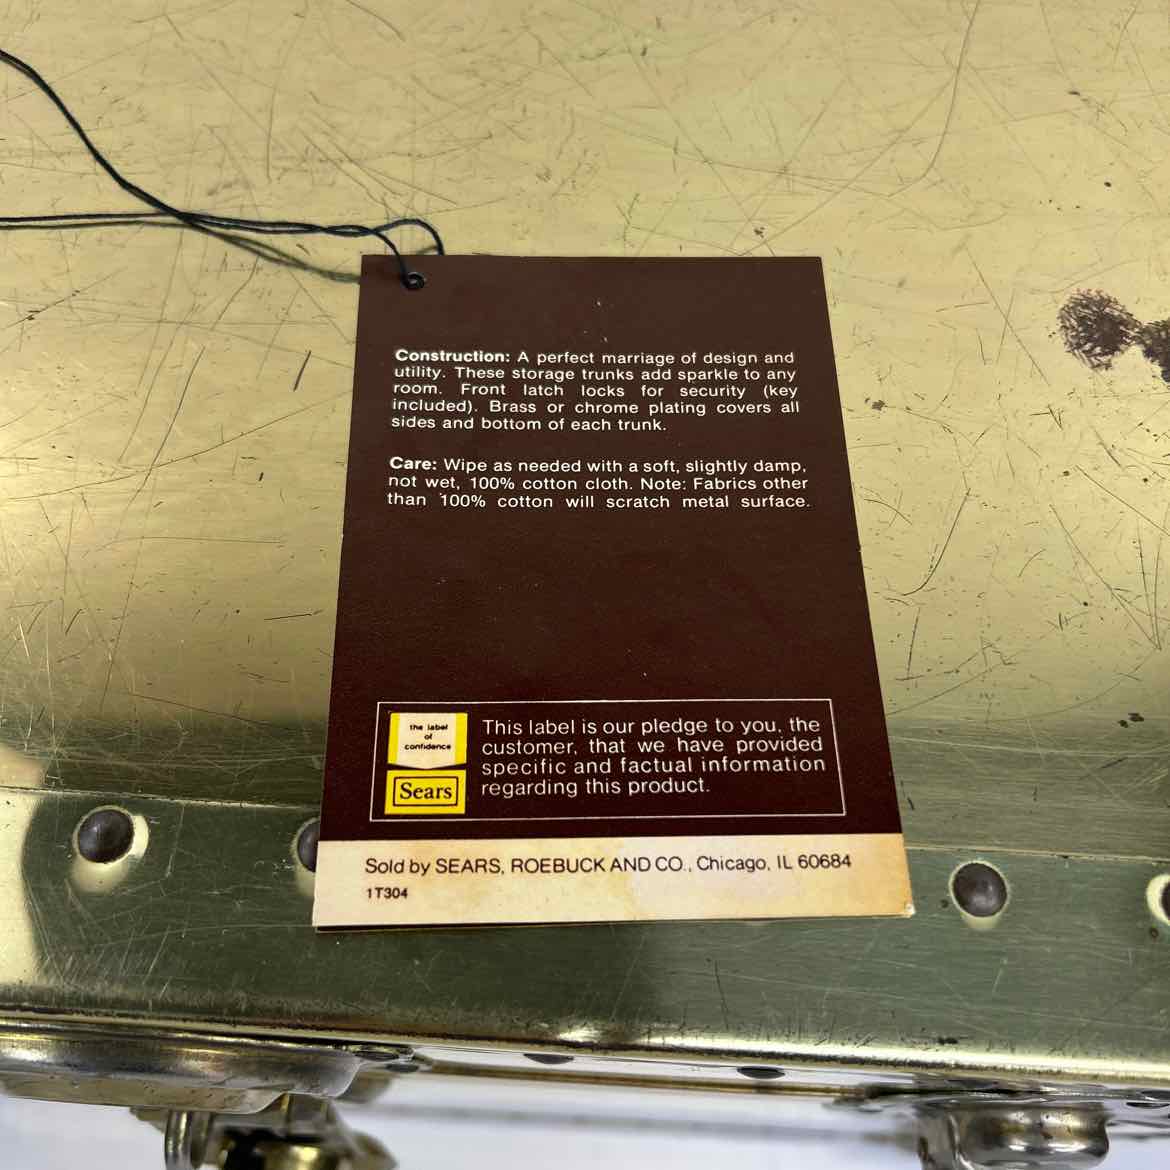 Construction: A perfect marriage of design and
utility. These storage trunks add sparkle to any
room. Front latch locks for security (key
included). Brass or chrome plating covers all
sides and bottom of each trunk.
Care: Wipe as needed with a soft, slightly damp,
not wet, 100% cotton cloth. Note: Fabrics other
than 100% cotton will scratch metal surface.
the label
of
confidence
Sears
This label is our pledge to you, the
customer, that we have provided
specific and factual information
regarding this product.
Sold by SEARS, ROEBUCK AND CO., Chicago, IL 60684
1T304